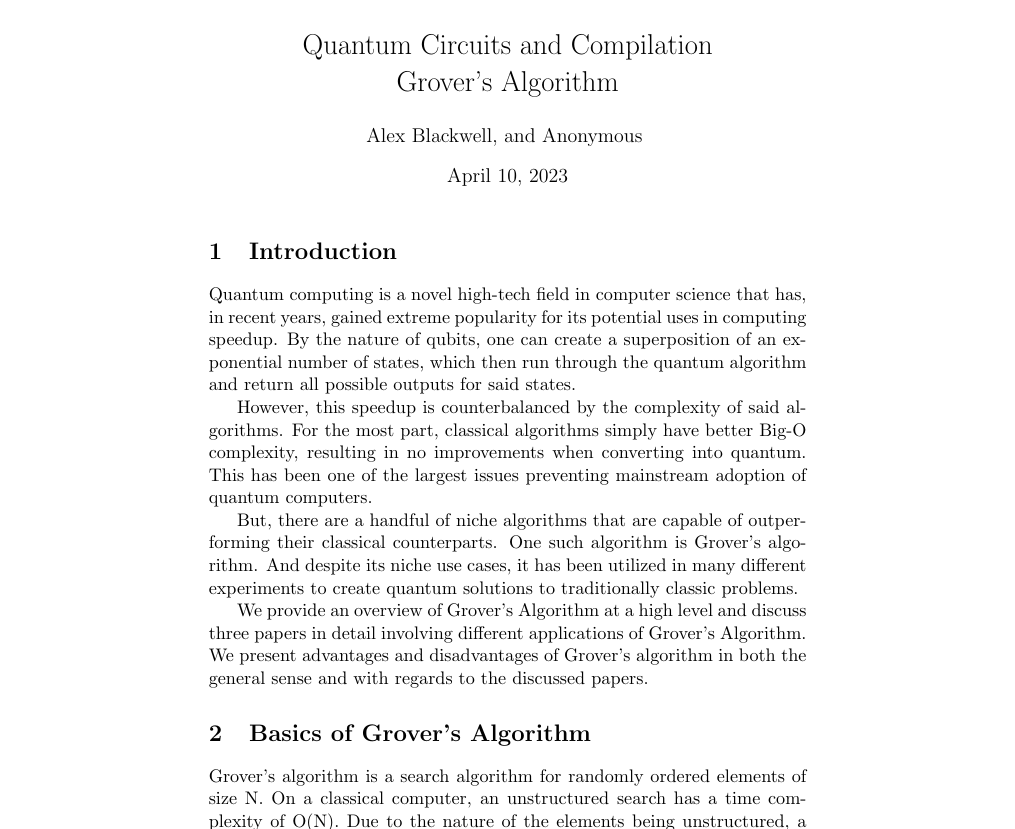 Quantum Circuits and Compilation
Grover's Algorithm
Alex Blackwell, and Anonymous
April 10, 2023
1 Introduction
Quantum computing is a novel high-tech field in computer science that has,
in recent years, gained extreme popularity for its potential uses in computing
speedup. By the nature of qubits, one can create a superposition of an ex-
ponential number of states, which then run through the quantum algorithm
and return all possible outputs for said states.
However, this speedup is counterbalanced by the complexity of said al-
gorithms. For the most part, classical algorithms simply have better Big-O
complexity, resulting in no improvements when converting into quantum.
This has been one of the largest issues preventing mainstream adoption of
quantum computers.
But, there are a handful of niche algorithms that are capable of outper-
forming their classical counterparts. One such algorithm is Grover's algo-
rithm. And despite its niche use cases, it has been utilized in many different
experiments to create quantum solutions to traditionally classic problems.
We provide an overview of Grover's Algorithm at a high level and discuss
three papers in detail involving different applications of Grover's Algorithm.
We present advantages and disadvantages of Grover's algorithm in both the
general sense and with regards to the discussed papers.
2 Basics of Grover's Algorithm
Grover's algorithm is a search algorithm for randomly ordered elements of
size N. On a classical computer, an unstructured search has a time com-
plexity of O(N). Due to the nature of the elements being unstructured, a